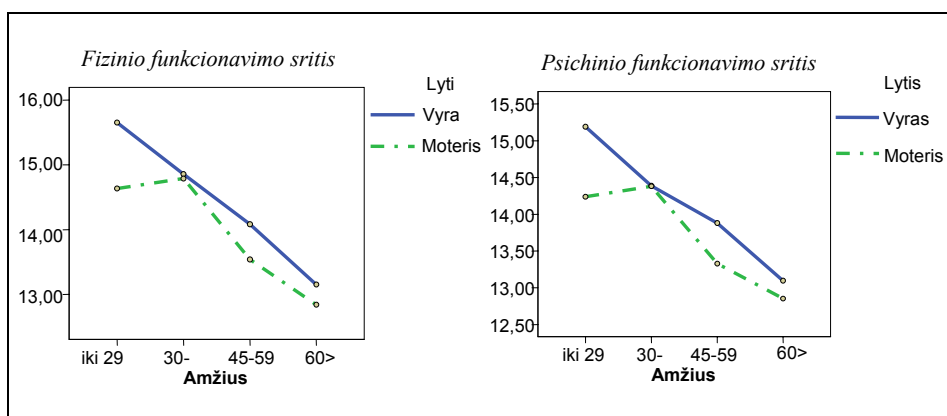 Fizinio funkcionavimo sritis
Lyti
Vyra
Moteris
16,00
15,00
14,00
13,00
iki 29
30-
45-59
60>
Amžius
Psichinio funkcionavimo sritis
Lytis
Vyras
Moteris
15,50
15,00
14,50
14,00
13,50
13,00
12,50
iki 29
30-
45-59
60>
Amžius